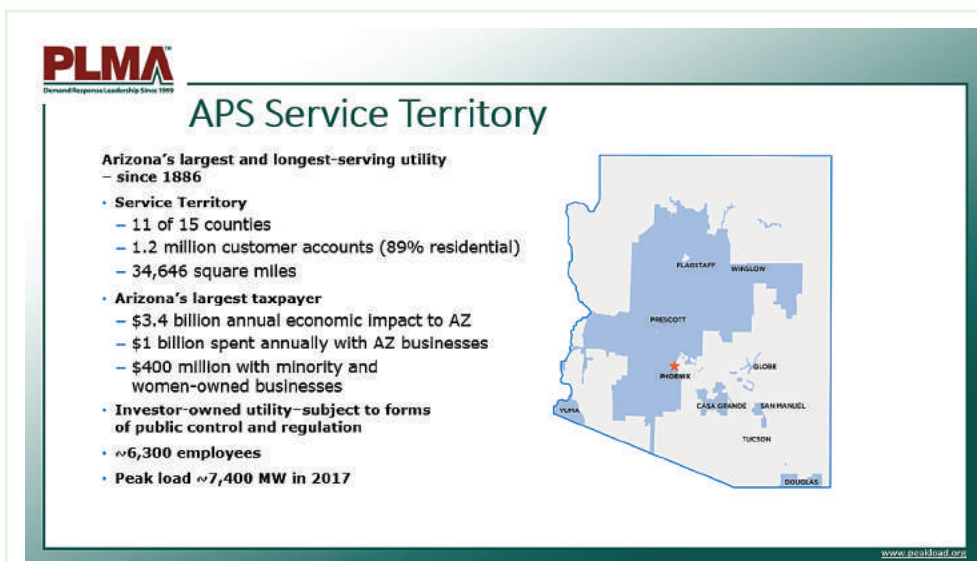 PLMA™
Demand Response Leadership Since 1999
APS Service Territory
Arizona's largest and longest-serving utility
– since 1886
• Service Territory
– 11 of 15 counties
– 1.2 million customer accounts (89% residential)
– 34,646 square miles
• Arizona's largest taxpayer
– $3.4 billion annual economic impact to AZ
– $1 billion spent annually with AZ businesses
– $400 million with minority and
women-owned businesses
• Investor-owned utility–subject to forms
of public control and regulation
• ~6,300 employees
• Peak load ~7,400 MW in 2017
FLAGSTAFF
WINSLOW
PRESCOTT
PHOENIX
GLOBE
YUMA
CASA GRANDE
SAN MANUEL
TUCSON
DOUGLAS
www.peakload.org